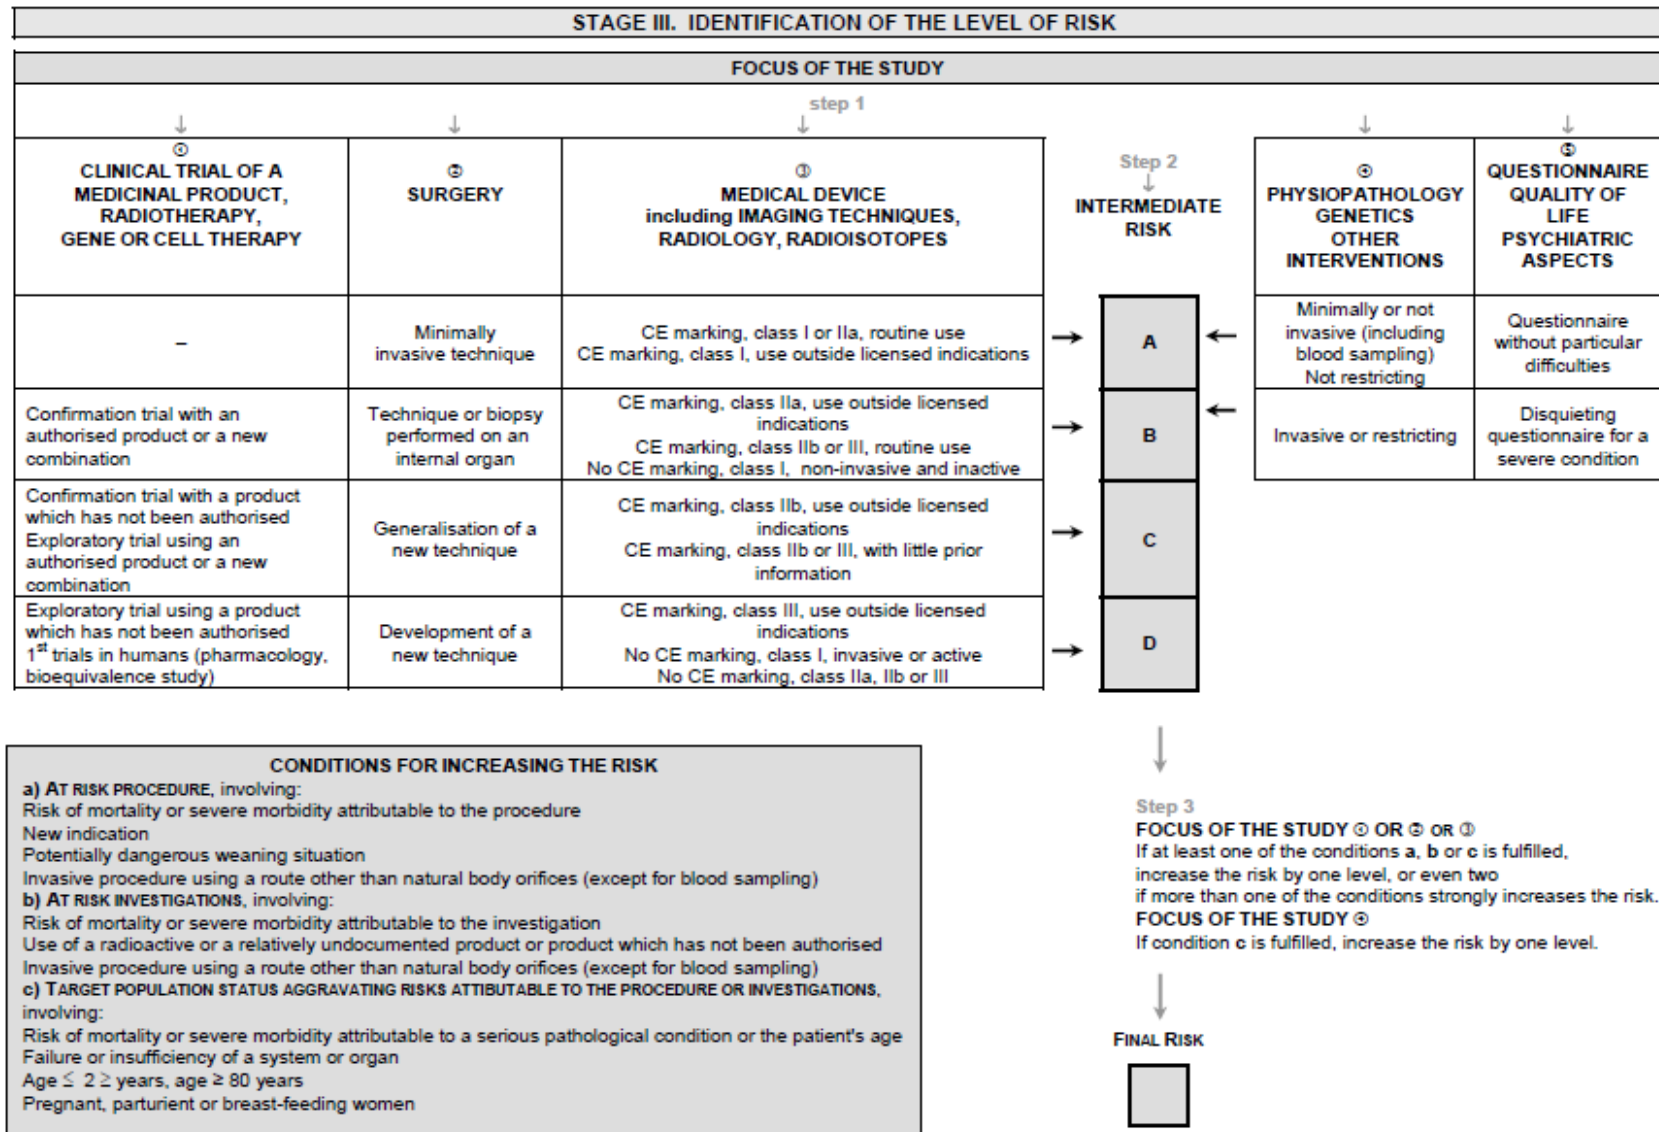 STAGE III. IDENTIFICATION OF THE LEVEL OF RISK
FOCUS OF THE STUDY
step 1
↓ ↓ ↓ ↓ ↓
①
CLINICAL TRIAL OF A
MEDICINAL PRODUCT,
RADIOTHERAPY,
GENE OR CELL THERAPY
②
SURGERY
③
MEDICAL DEVICE
including IMAGING TECHNIQUES,
RADIOLOGY, RADIOISOTOPES
Step 2
↓
INTERMEDIATE
RISK
④
PHYSIOPATHOLOGY
GENETICS
OTHER
INTERVENTIONS
⑤
QUESTIONNAIRE
QUALITY OF
LIFE
PSYCHIATRIC
ASPECTS
–
Minimally
invasive technique
CE marking, class I or IIa, routine use
CE marking, class I, use outside licensed indications
→
A
←
Minimally or not
invasive (including
blood sampling)
Not restricting
Questionnaire
without particular
difficulties
Confirmation trial with an
authorised product or a new
combination
Technique or biopsy
performed on an
internal organ
CE marking, class IIa, use outside licensed
indications
CE marking, class IIb or III, routine use
No CE marking, class I, non-invasive and inactive
→
B
←
Invasive or restricting
Disquieting
questionnaire for a
severe condition
Confirmation trial with a product
which has not been authorised
Exploratory trial using an
authorised product or a new
combination
Generalisation of a
new technique
CE marking, class IIb, use outside licensed
indications
CE marking, class IIb or III, with little prior
information
→
C
Exploratory trial using a product
which has not been authorised
1st trials in humans (pharmacology,
bioequivalence study)
Development of a
new technique
CE marking, class III, use outside licensed
indications
No CE marking, class I, invasive or active
No CE marking, class IIa, IIb or III
→
D
↓
CONDITIONS FOR INCREASING THE RISK
a) AT RISK PROCEDURE, involving:
Risk of mortality or severe morbidity attributable to the procedure
New indication
Potentially dangerous weaning situation
Invasive procedure using a route other than natural body orifices (except for blood sampling)
b) AT RISK INVESTIGATIONS, involving:
Risk of mortality or severe morbidity attributable to the investigation
Use of a radioactive or a relatively undocumented product or product which has not been authorised
Invasive procedure using a route other than natural body orifices (except for blood sampling)
c) TARGET POPULATION STATUS AGGRAVATING RISKS ATTIBUTABLE TO THE PROCEDURE OR INVESTIGATIONS,
involving:
Risk of mortality or severe morbidity attributable to a serious pathological condition or the patient's age
Failure or insufficiency of a system or organ
Age ≤ 2 ≥ years, age ≥ 80 years
Pregnant, parturient or breast-feeding women
Step 3
FOCUS OF THE STUDY ① OR ② OR ③
If at least one of the conditions a, b or c is fulfilled,
increase the risk by one level, or even two
if more than one of the conditions strongly increases the risk.
FOCUS OF THE STUDY ④
If condition c is fulfilled, increase the risk by one level.
↓
FINAL RISK